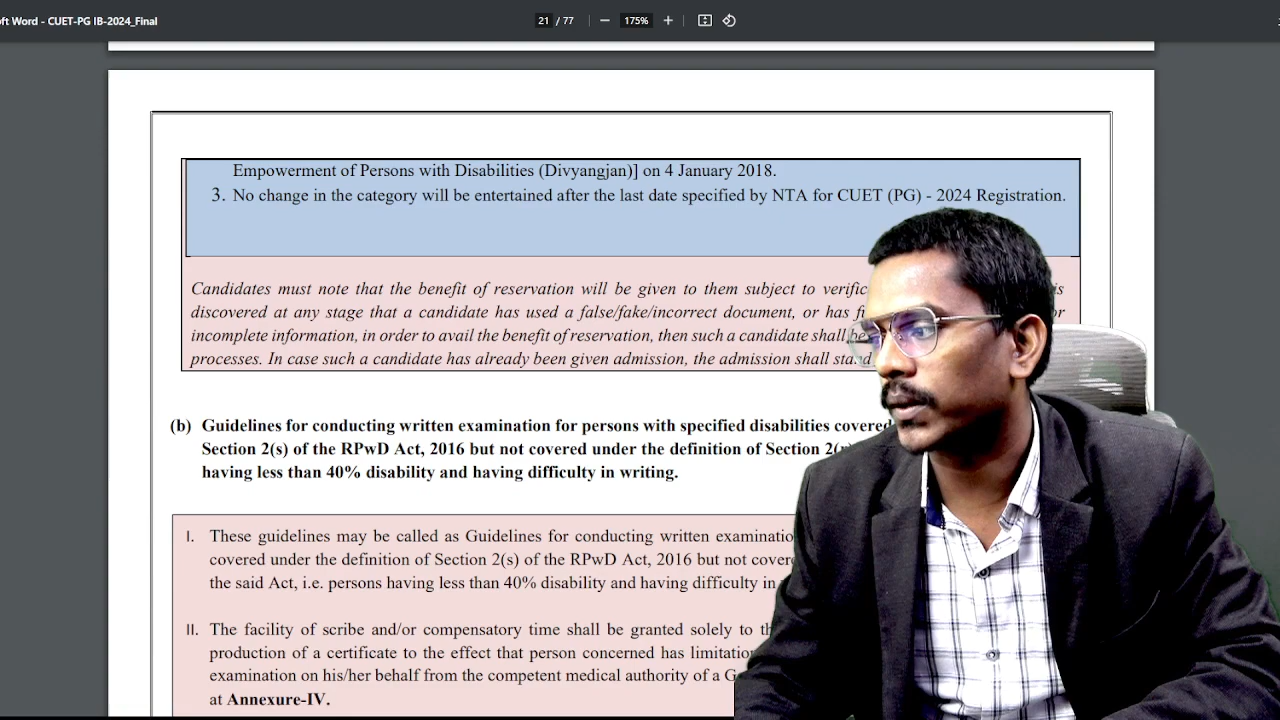 oft Word - CUET-PG IB-2024_Final
21 / 77
175%
Empowerment of Persons with Disabilities (Divyangjan)] on 4 January 2018.
3. No change in the category will be entertained after the last date specified by NTA for CUET (PG) - 2024 Registration.
Candidates must note that the benefit of reservation will be given to them subject to is
discovered at any stage that a candidate has used a false/fake/incorrect document, or has or
incomplete information, in order to avail the benefit of reservation, then such a candidate shall be
processes. In case such a candidate has already been given admission, the admission shall
(b) Guidelines for conducting written examination for persons with specified disabilities covered
Section 2(s) of the RPwD Act, 2016 but not covered under the definition of Section
having less than 40% disability and having difficulty in writing.
I. These guidelines may be called as Guidelines for conducting written
covered under the definition of Section 2(s) of the RPwD Act, 2016 but not
the said Act, i.e. persons having less than 40% disability and having difficulty in
II. The facility of scribe and/or compensatory time shall be granted solely to
production of a certificate to the effect that person concerned has
examination on his/her behalf from the competent medical authority of a
at Annexure-IV.